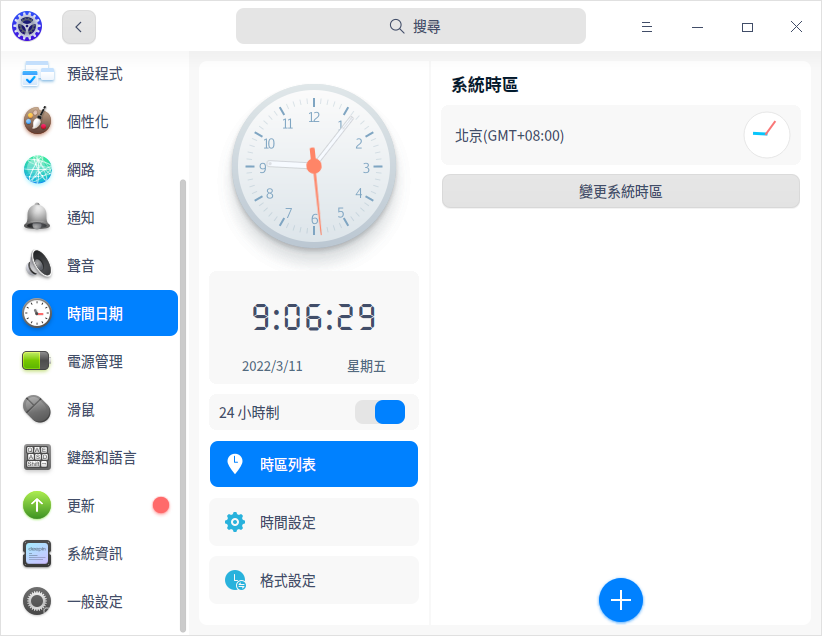 搜尋
預設程式
個性化
網路
通知
聲音
時間日期
電源管理
滑鼠
鍵盤和語言
更新
系統資訊
一般設定
12
1
2
3
4
5
6
7
8
9
10
11
9:06:29
2022/3/11 星期五
24 小時制
時區列表
時間設定
格式設定
系統時區
北京(GMT+08:00)
變更系統時區